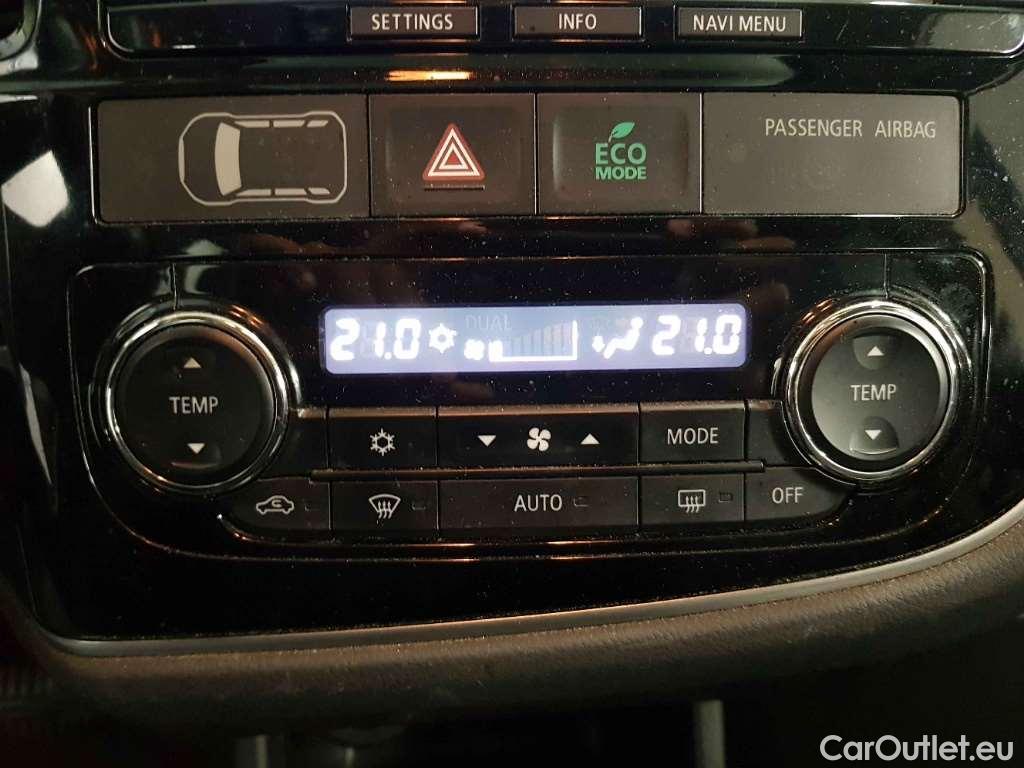 SETTINGS INFO NAVI MENU
PASSENGER AIRBAG
ECO
MODE
DUAL
21.0 21.0
TEMP TEMP
MODE
AUTO OFF
CarOutlet.eu